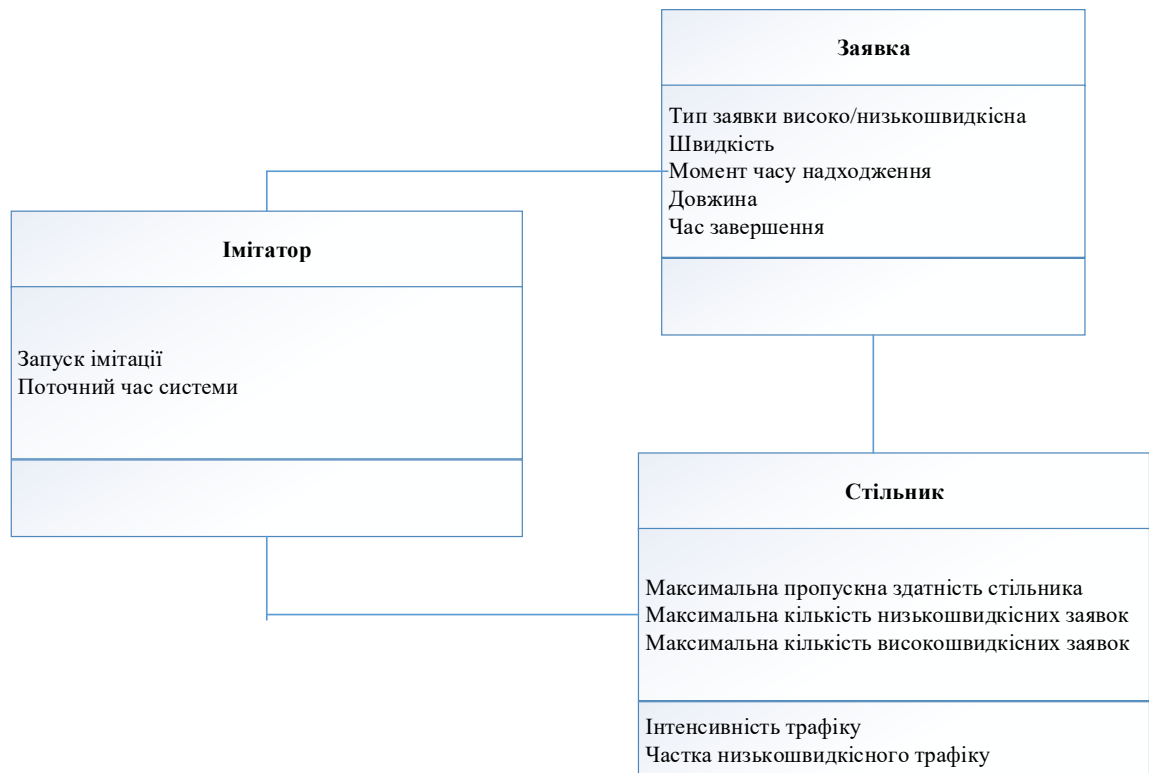 Заявка
Тип заявки високо/низькошвидкісна
Швидкість
Момент часу надходження
Довжина
Час завершення
Імітатор
Запуск імітації
Поточний час системи
Стільник
Максимальна пропускна здатність стільника
Максимальна кількість низькошвидкісних заявок
Максимальна кількість високошвидкісних заявок
Інтенсивність трафіку
Частка низькошвидкісного трафіку